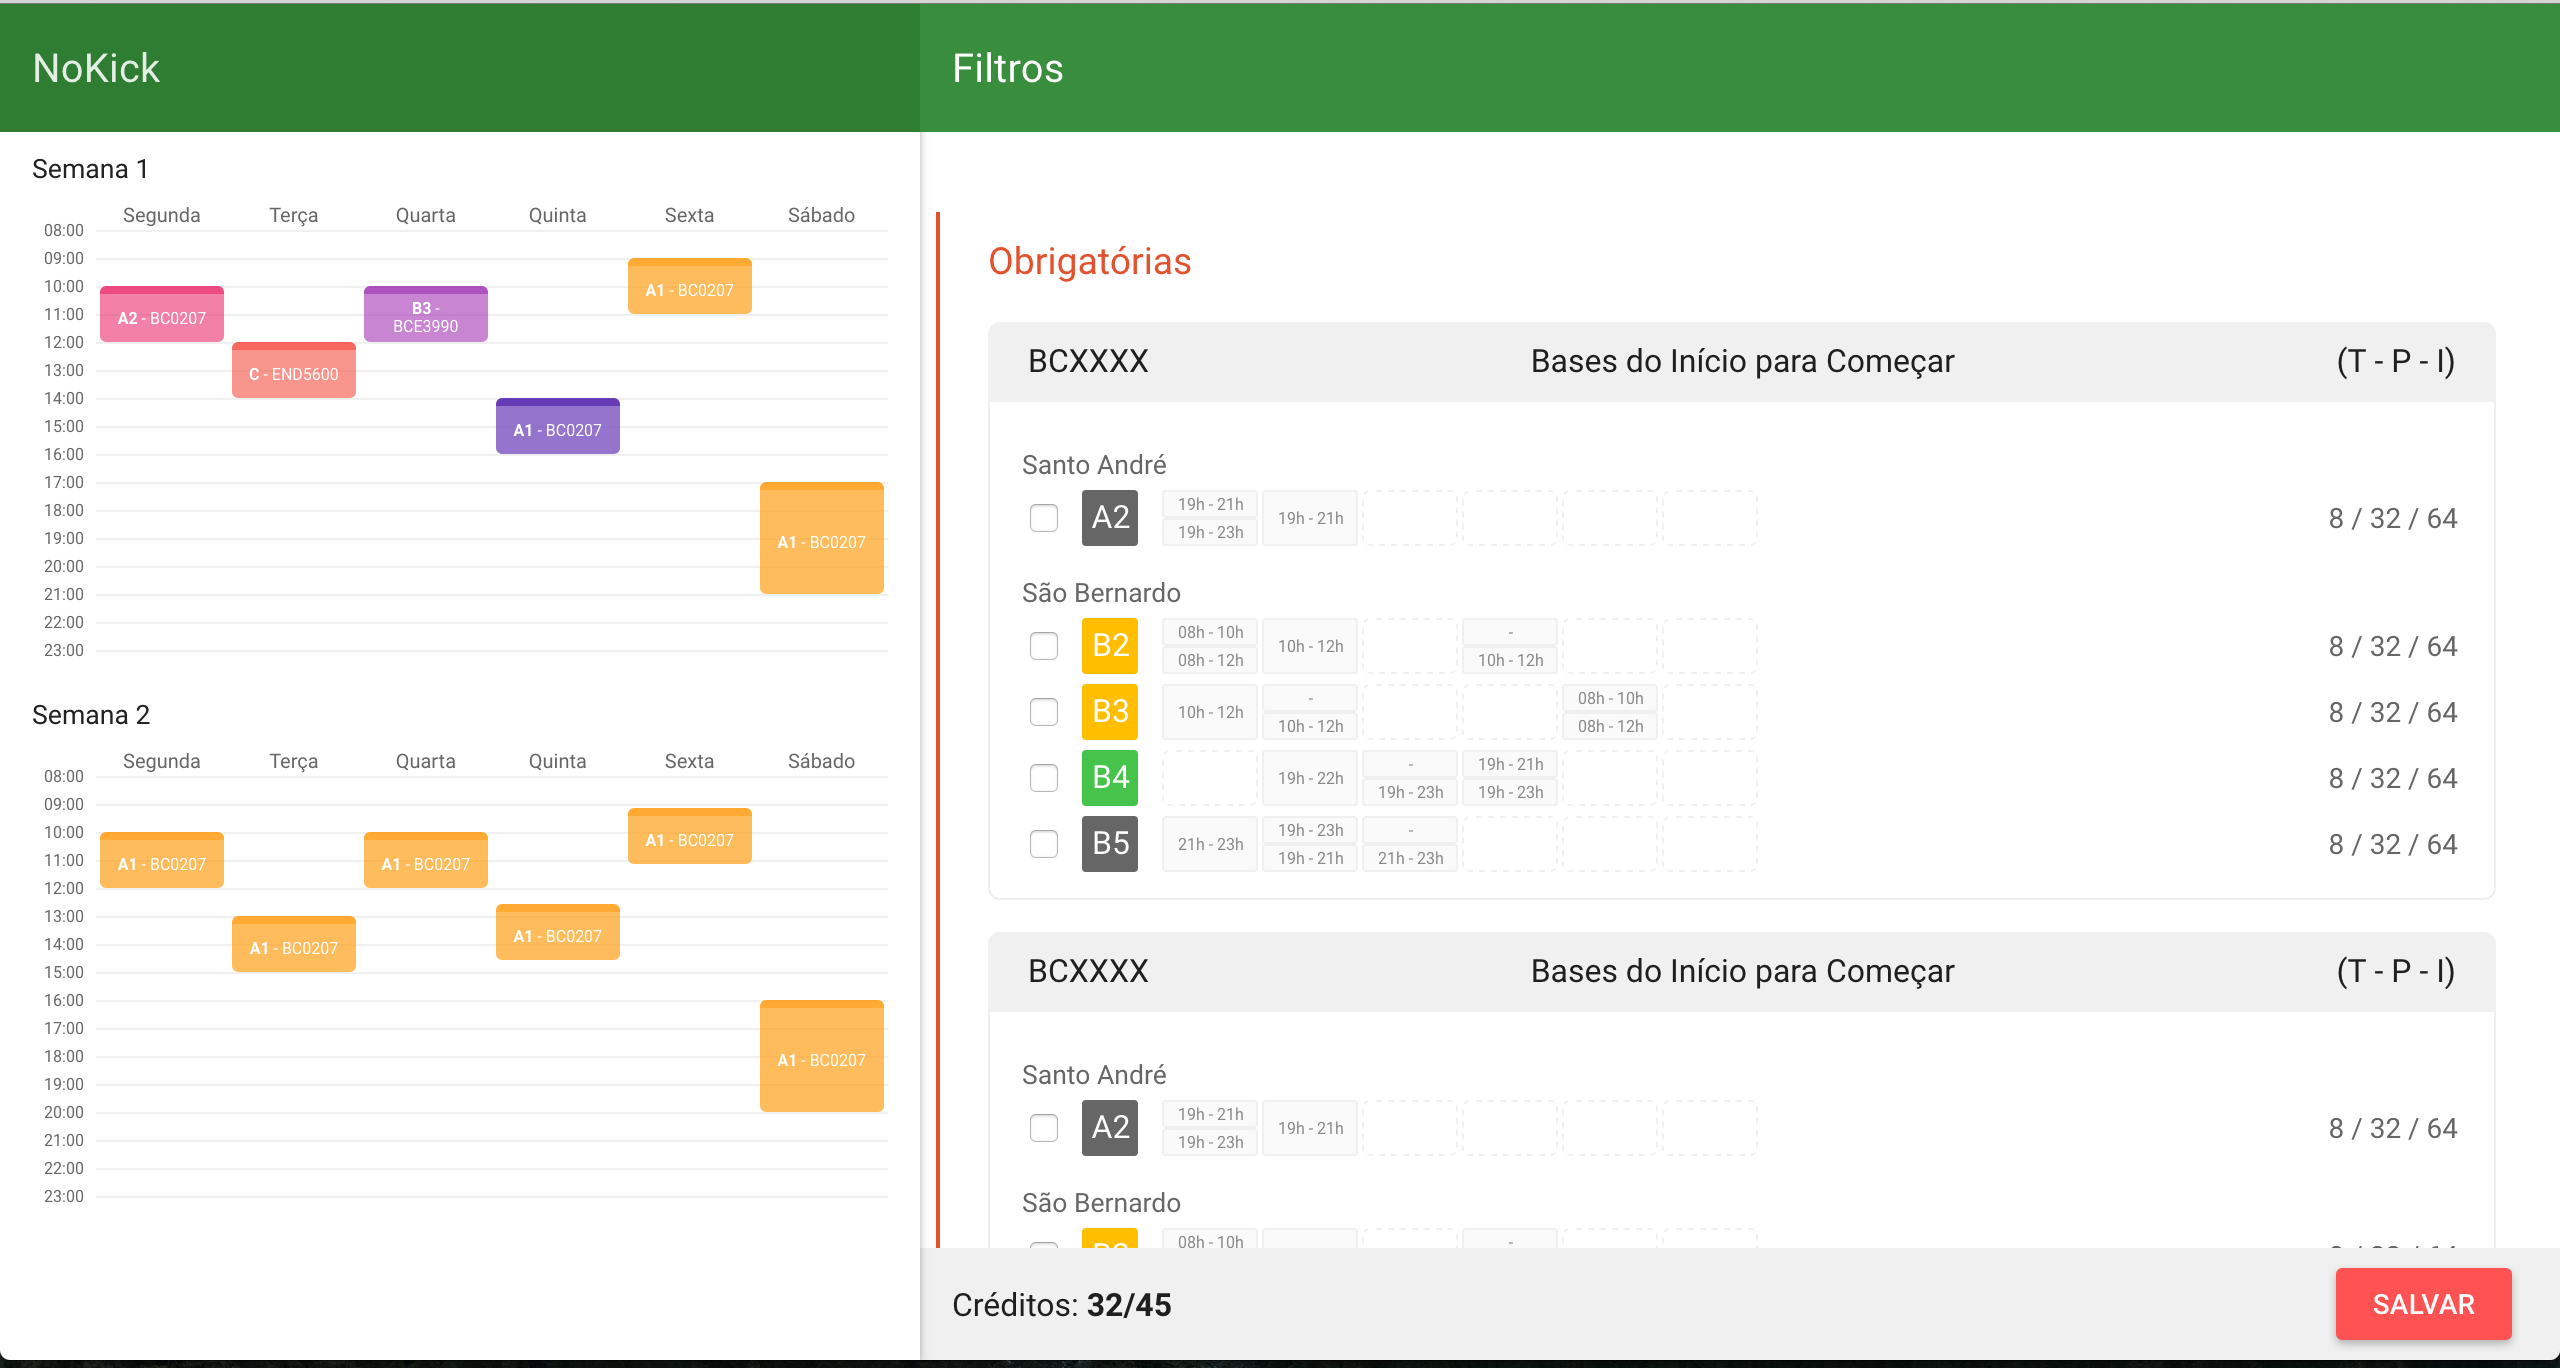 NoKick
Semana 1
Segunda Terça Quarta Quinta Sexta Sábado
08:00
09:00
10:00
11:00
12:00
13:00
14:00
15:00
16:00
17:00
18:00
19:00
20:00
21:00
22:00
23:00
A2 - BC0207
C - END5600
B3 -
BCE3990
A1 - BC0207
A1 - BC0207
A1 - BC0207
Semana 2
Segunda Terça Quarta Quinta Sexta Sábado
08:00
09:00
10:00
11:00
12:00
13:00
14:00
15:00
16:00
17:00
18:00
19:00
20:00
21:00
22:00
23:00
A1 - BC0207
A1 - BC0207
A1 - BC0207
A1 - BC0207
A1 - BC0207
A1 - BC0207
Filtros
Obrigatórias
BCXXXX Bases do Início para Começar (T - P - I)
Santo André
A2 19h - 21h 19h - 21h 8 / 32 / 64
19h - 23h
São Bernardo
B2 08h - 10h 10h - 12h - 8 / 32 / 64
08h - 12h 10h - 12h
B3 10h - 12h - 08h - 10h 8 / 32 / 64
10h - 12h 08h - 12h
B4 19h - 22h - 19h - 21h 8 / 32 / 64
19h - 23h 19h - 23h
B5 21h - 23h 19h - 23h - 8 / 32 / 64
19h - 21h 21h - 23h
BCXXXX Bases do Início para Começar (T - P - I)
Santo André
A2 19h - 21h 19h - 21h 8 / 32 / 64
19h - 23h
São Bernardo
08h - 10h -
Créditos: 32/45
SALVAR